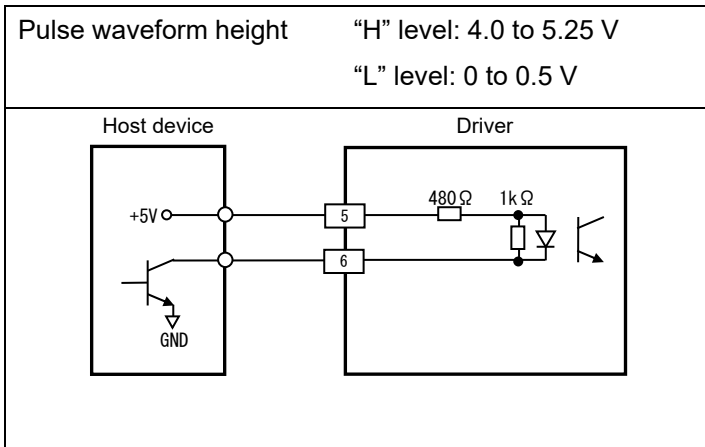 Pulse waveform height “H” level: 4.0 to 5.25 V
“L” level: 0 to 0.5 V
Host device Driver
480Ω 1kΩ
+5V 5
6
GND